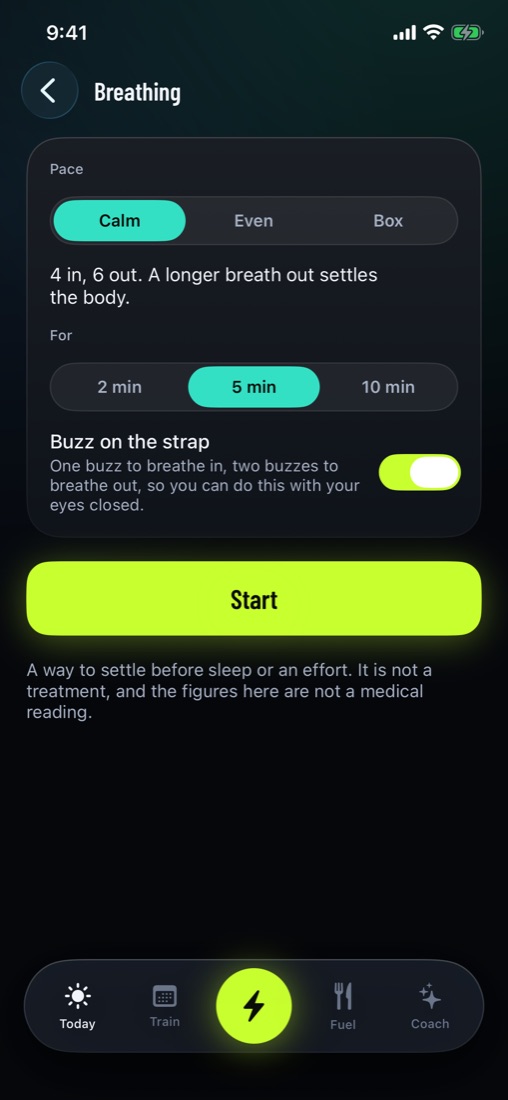 9:41
Breathing
Pace
Calm Even Box
4 in, 6 out. A longer breath out settles
the body.
For
2 min 5 min 10 min
Buzz on the strap
One buzz to breathe in, two buzzes to
breathe out, so you can do this with your
eyes closed.
Start
A way to settle before sleep or an effort. It is not a
treatment, and the figures here are not a medical
reading.
Today Train Fuel Coach